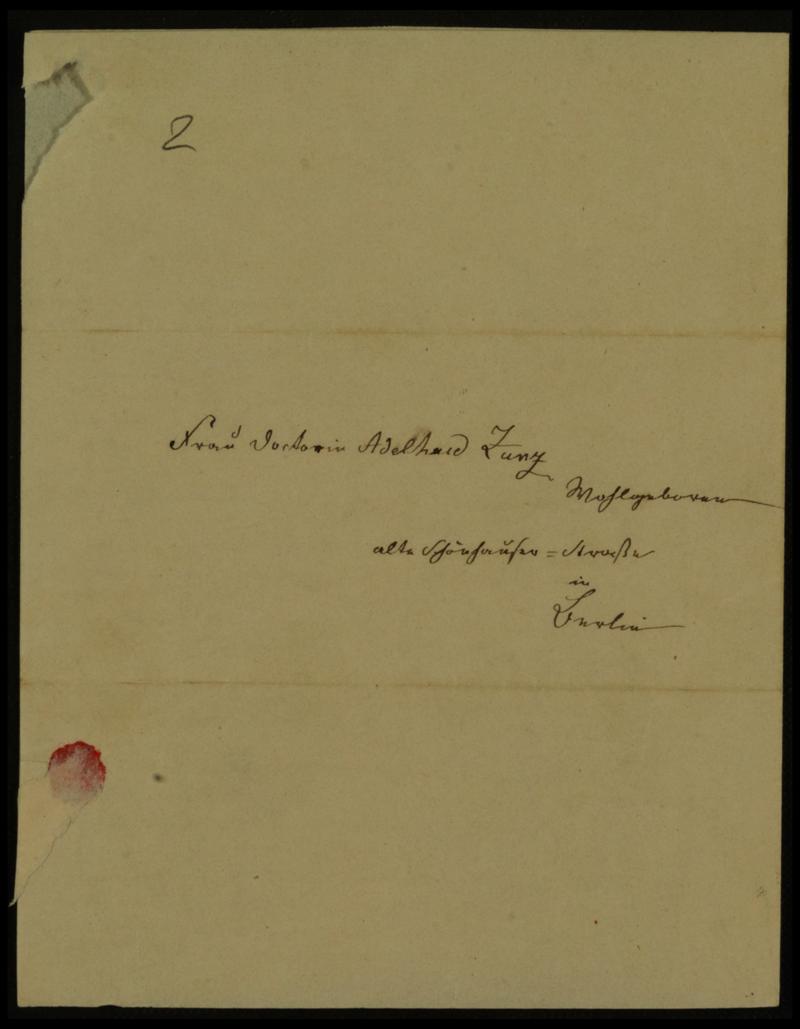 2
Frau Doctorin Adelhaid Zunz
Wohlgeboren
alte Schönhauser=Straße
in
Berlin